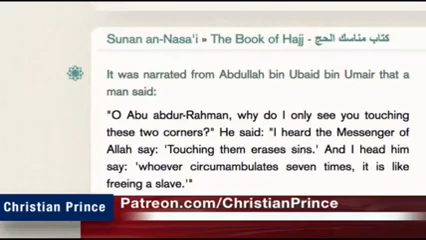 Sunan an-Nasa'i » The Book of Hajj - كتاب مناسك الحج
It was narrated from Abdullah bin Ubaid bin Umair that a
man said:
"O Abu abdur-Rahman, why do I only see you touching
these two corners?" He said: "I heard the Messenger of
Allah say: 'Touching them erases sins.' And I head him
say: 'whoever circumambulates seven times, it is like
freeing a slave.'"
Christian Prince
Patreon.com/ChristianPrince